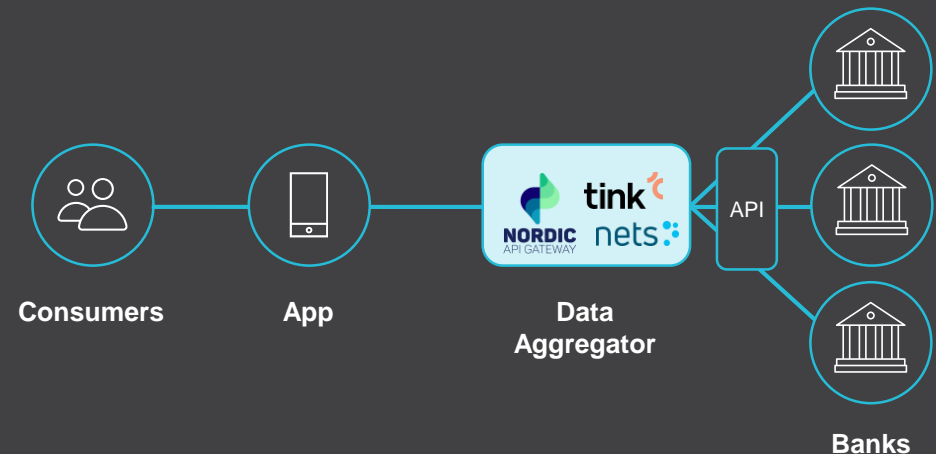 NORDIC
API GATEWAY
tink
nets
API
Consumers
App
Data
Aggregator
Banks